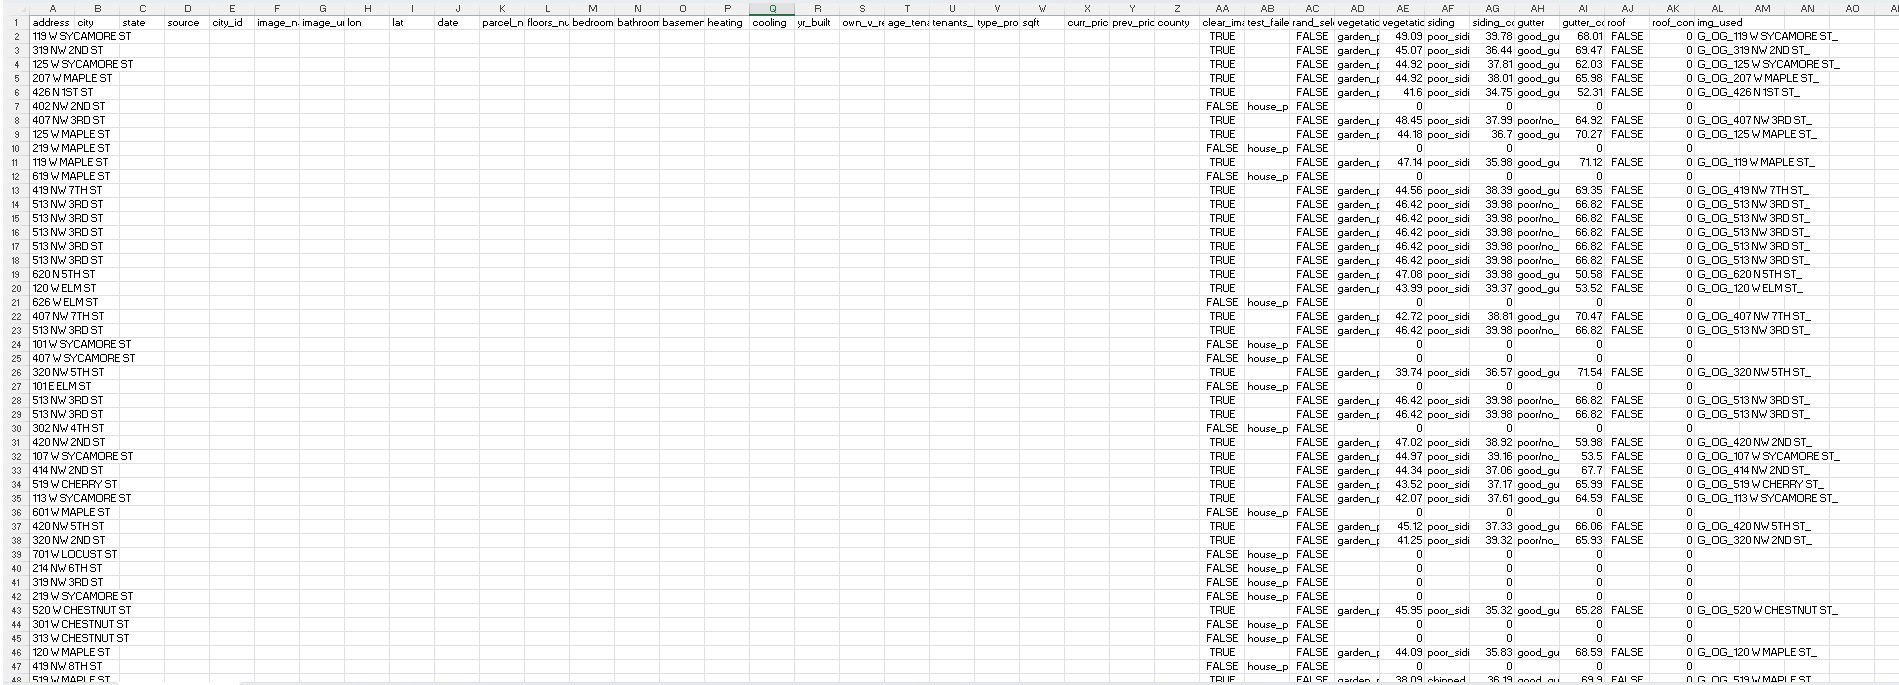 A B C D E F G H I J K L M N O P Q R S T U V W X Y Z AA AB AC AD AE AF AG AH AI AJ AK AL AM AN AO AP
1 address city state source city_id image_n image_u lon lat date parcel_n floors_nu bedroom bathroom basemen heating cooling yr_built own_v_re age_tena tenants_ type_pro sqft curr_pric prev_pric county clear_ima test_faile rand_sel vegetatic vegetatic siding siding_cc gutter gutter_cc roof roof_con img_used
2 119 W SYCAMORE ST TRUE FALSE garden_p 49.09 poor_sidi 39.78 good_gu 68.01 FALSE 0 G_OG_119 W SYCAMORE ST_
3 319 NW 2ND ST TRUE FALSE garden_p 45.07 poor_sidi 36.44 good_gu 69.47 FALSE 0 G_OG_319 NW 2ND ST_
4 125 W SYCAMORE ST TRUE FALSE garden_p 44.92 poor_sidi 37.81 good_gu 62.03 FALSE 0 G_OG_125 W SYCAMORE ST_
5 207 W MAPLE ST TRUE FALSE garden_p 44.92 poor_sidi 38.01 good_gu 65.98 FALSE 0 G_OG_207 W MAPLE ST_
6 426 N 1ST ST TRUE FALSE garden_p 41.6 poor_sidi 34.75 good_gu 52.31 FALSE 0 G_OG_426 N 1ST ST_
7 402 NW 2ND ST FALSE house_p FALSE 0 0 0 0
8 407 NW 3RD ST TRUE FALSE garden_p 48.45 poor_sidi 37.99 poor/no_ 64.92 FALSE 0 G_OG_407 NW 3RD ST_
9 125 W MAPLE ST TRUE FALSE garden_p 44.18 poor_sidi 36.7 good_gu 70.27 FALSE 0 G_OG_125 W MAPLE ST_
10 219 W MAPLE ST FALSE house_p FALSE 0 0 0 0
11 119 W MAPLE ST TRUE FALSE garden_p 47.14 poor_sidi 35.98 good_gu 71.12 FALSE 0 G_OG_119 W MAPLE ST_
12 619 W MAPLE ST FALSE house_p FALSE 0 0 0 0
13 419 NW 7TH ST TRUE FALSE garden_p 44.56 poor_sidi 38.39 good_gu 69.35 FALSE 0 G_OG_419 NW 7TH ST_
14 513 NW 3RD ST TRUE FALSE garden_p 46.42 poor_sidi 39.98 poor/no_ 66.82 FALSE 0 G_OG_513 NW 3RD ST_
15 513 NW 3RD ST TRUE FALSE garden_p 46.42 poor_sidi 39.98 poor/no_ 66.82 FALSE 0 G_OG_513 NW 3RD ST_
16 513 NW 3RD ST TRUE FALSE garden_p 46.42 poor_sidi 39.98 poor/no_ 66.82 FALSE 0 G_OG_513 NW 3RD ST_
17 513 NW 3RD ST TRUE FALSE garden_p 46.42 poor_sidi 39.98 poor/no_ 66.82 FALSE 0 G_OG_513 NW 3RD ST_
18 513 NW 3RD ST TRUE FALSE garden_p 46.42 poor_sidi 39.98 poor/no_ 66.82 FALSE 0 G_OG_513 NW 3RD ST_
19 620 N 5TH ST TRUE FALSE garden_p 47.08 poor_sidi 39.98 good_gu 50.58 FALSE 0 G_OG_620 N 5TH ST_
20 120 W ELM ST TRUE FALSE garden_p 43.99 poor_sidi 39.37 good_gu 53.52 FALSE 0 G_OG_120 W ELM ST_
21 626 W ELM ST FALSE house_p FALSE 0 0 0 0
22 407 NW 7TH ST TRUE FALSE garden_p 42.72 poor_sidi 38.81 good_gu 70.47 FALSE 0 G_OG_407 NW 7TH ST_
23 513 NW 3RD ST TRUE FALSE garden_p 46.42 poor_sidi 39.98 poor/no_ 66.82 FALSE 0 G_OG_513 NW 3RD ST_
24 101 W SYCAMORE ST FALSE house_p FALSE 0 0 0 0
25 407 W SYCAMORE ST FALSE house_p FALSE 0 0 0 0
26 320 NW 5TH ST TRUE FALSE garden_p 39.74 poor_sidi 36.57 good_gu 71.54 FALSE 0 G_OG_320 NW 5TH ST_
27 101 E ELM ST FALSE house_p FALSE 0 0 0 0
28 513 NW 3RD ST TRUE FALSE garden_p 46.42 poor_sidi 39.98 poor/no_ 66.82 FALSE 0 G_OG_513 NW 3RD ST_
29 513 NW 3RD ST TRUE FALSE garden_p 46.42 poor_sidi 39.98 poor/no_ 66.82 FALSE 0 G_OG_513 NW 3RD ST_
30 302 NW 4TH ST FALSE house_p FALSE 0 0 0 0
31 420 NW 2ND ST TRUE FALSE garden_p 47.02 poor_sidi 38.92 poor/no_ 59.98 FALSE 0 G_OG_420 NW 2ND ST_
32 107 W SYCAMORE ST TRUE FALSE garden_p 44.97 poor_sidi 39.16 poor/no_ 53.5 FALSE 0 G_OG_107 W SYCAMORE ST_
33 414 NW 2ND ST TRUE FALSE garden_p 44.34 poor_sidi 37.06 good_gu 67.7 FALSE 0 G_OG_414 NW 2ND ST_
34 519 W CHERRY ST TRUE FALSE garden_p 43.52 poor_sidi 37.17 good_gu 65.99 FALSE 0 G_OG_519 W CHERRY ST_
35 113 W SYCAMORE ST TRUE FALSE garden_p 42.07 poor_sidi 37.61 good_gu 64.59 FALSE 0 G_OG_113 W SYCAMORE ST_
36 601 W MAPLE ST FALSE house_p FALSE 0 0 0 0
37 420 NW 5TH ST TRUE FALSE garden_p 45.12 poor_sidi 37.33 good_gu 66.06 FALSE 0 G_OG_420 NW 5TH ST_
38 320 NW 2ND ST TRUE FALSE garden_p 41.25 poor_sidi 39.32 poor/no_ 65.93 FALSE 0 G_OG_320 NW 2ND ST_
39 701 W LOCUST ST FALSE house_p FALSE 0 0 0 0
40 214 NW 6TH ST FALSE house_p FALSE 0 0 0 0
41 319 NW 3RD ST FALSE house_p FALSE 0 0 0 0
42 219 W SYCAMORE ST FALSE house_p FALSE 0 0 0 0
43 520 W CHESTNUT ST TRUE FALSE garden_p 45.95 poor_sidi 35.32 good_gu 65.28 FALSE 0 G_OG_520 W CHESTNUT ST_
44 301 W CHESTNUT ST FALSE house_p FALSE 0 0 0 0
45 313 W CHESTNUT ST FALSE house_p FALSE 0 0 0 0
46 120 W MAPLE ST TRUE FALSE garden_p 44.09 poor_sidi 35.83 good_gu 68.59 FALSE 0 G_OG_120 W MAPLE ST_
47 419 NW 8TH ST FALSE house_p FALSE 0 0 0 0
48 519 W MAPLE ST TRUE FALSE garden_p 38.09 chipped_ 36.19 good_gu 69.9 FALSE 0 G_OG_519 W MAPLE ST_